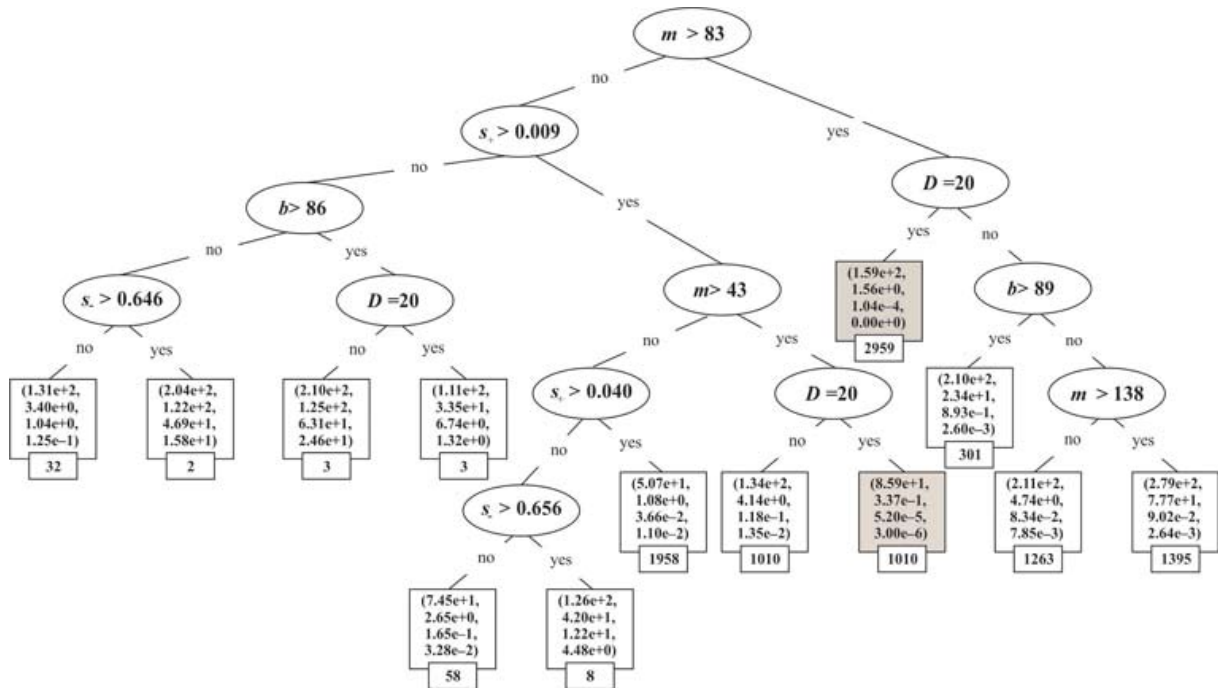 m > 83
no
yes
s+ > 0.009
no
yes
D =20
yes
no
b> 86
no
yes
s- > 0.646
no
yes
D =20
no
yes
m> 43
no
yes
(1.59e+2,
1.56e+0,
1.04e–4,
0.00e+0)
2959
b> 89
yes
no
(1.31e+2,
3.40e+0,
1.04e+0,
1.25e–1)
32
(2.04e+2,
1.22e+2,
4.69e+1,
1.58e+1)
2
(2.10e+2,
1.25e+2,
6.31e+1,
2.46e+1)
3
(1.11e+2,
3.35e+1,
6.74e+0,
1.32e+0)
3
s+ > 0.040
no
yes
D =20
no
yes
(2.10e+2,
2.34e+1,
8.93e–1,
2.60e–3)
301
m > 138
no
yes
s- > 0.656
no
yes
(5.07e+1,
1.08e+0,
3.66e–2,
1.10e–2)
1958
(1.34e+2,
4.14e+0,
1.18e–1,
1.35e–2)
1010
(8.59e+1,
3.37e–1,
5.20e–5,
3.00e–6)
1010
(2.11e+2,
4.74e+0,
8.34e–2,
7.85e–3)
1263
(2.79e+2,
7.77e+1,
9.02e–2,
2.64e–3)
1395
(7.45e+1,
2.65e+0,
1.65e–1,
3.28e–2)
58
(1.26e+2,
4.20e+1,
1.22e+1,
4.48e+0)
8